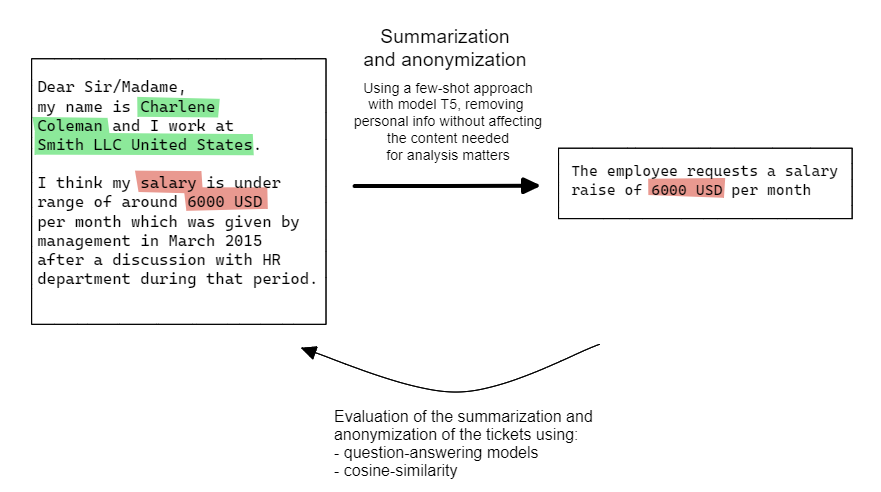 Summarization
and anonymization
Using a few-shot approach
with model T5, removing
personal info without affecting
the content needed
for analysis matters
Dear Sir/Madame,
my name is Charlene
Coleman and I work at
Smith LLC United States.
I think my salary is under
range of around 6000 USD
per month which was given by
management in March 2015
after a discussion with HR
department during that period.
The employee requests a salary
raise of 6000 USD per month
Evaluation of the summarization and
anonymization of the tickets using:
- question-answering models
- cosine-similarity